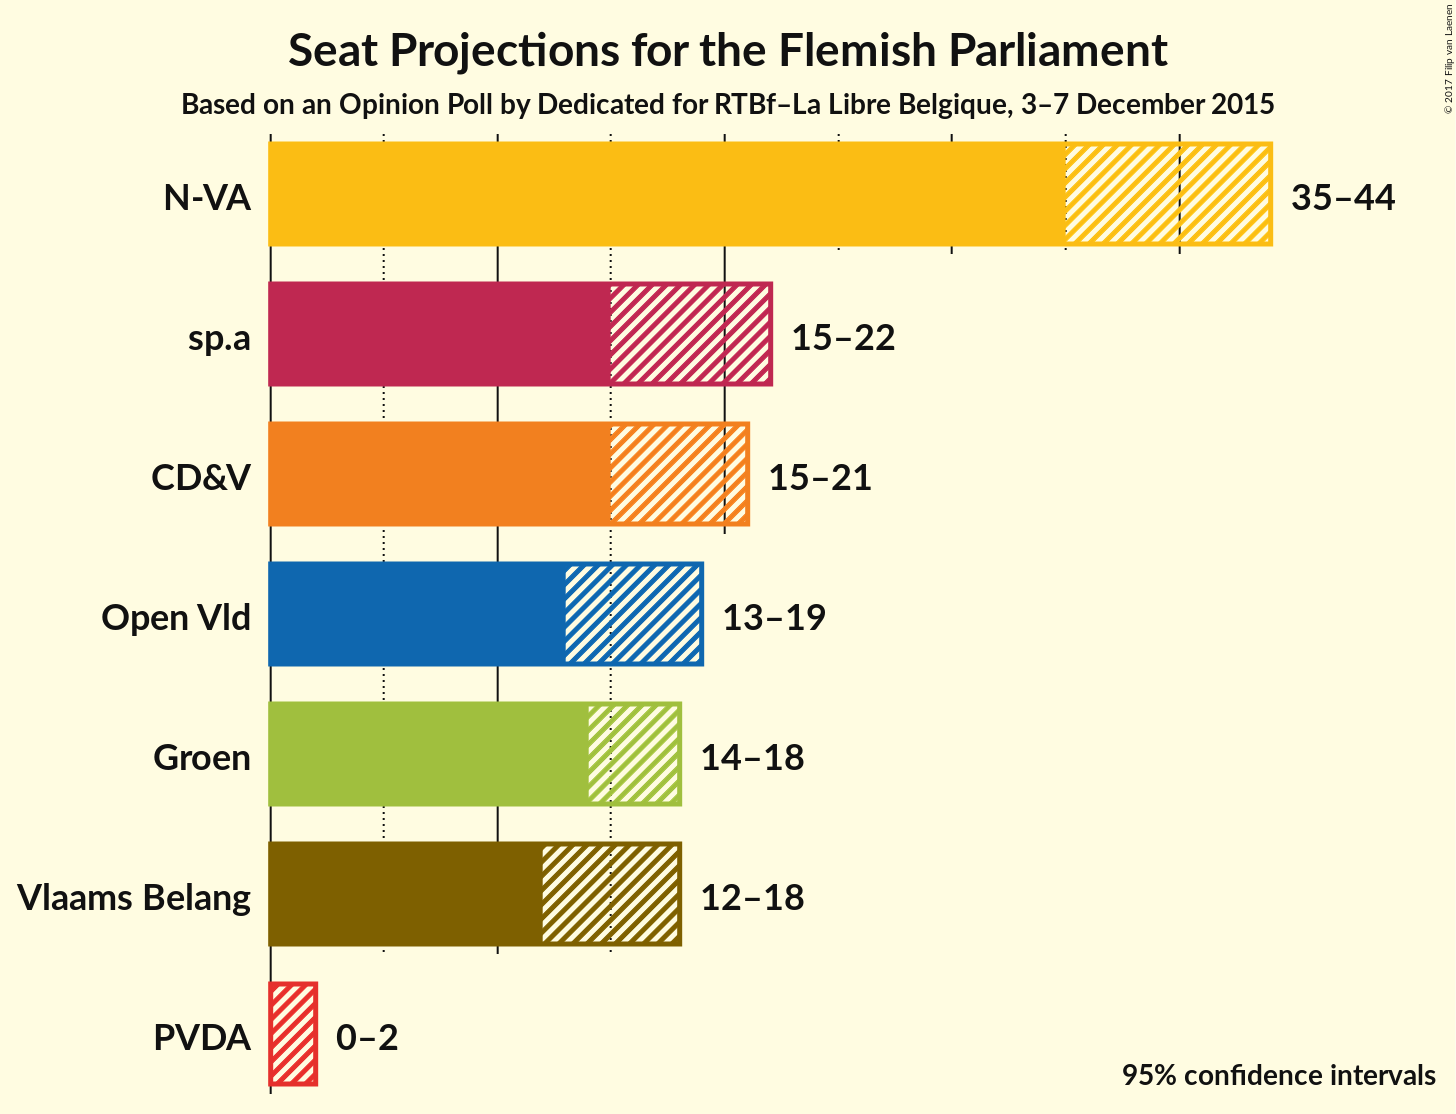 Seat Projections for the Flemish Parliament
Based on an Opinion Poll by Dedicated for RTBf–La Libre Belgique, 3–7 December 2015
© 2017 Filip van Laenen
N-VA 35–44
sp.a 15–22
CD&V 15–21
Open Vld 13–19
Groen 14–18
Vlaams Belang 12–18
PVDA 0–2
95% confidence intervals